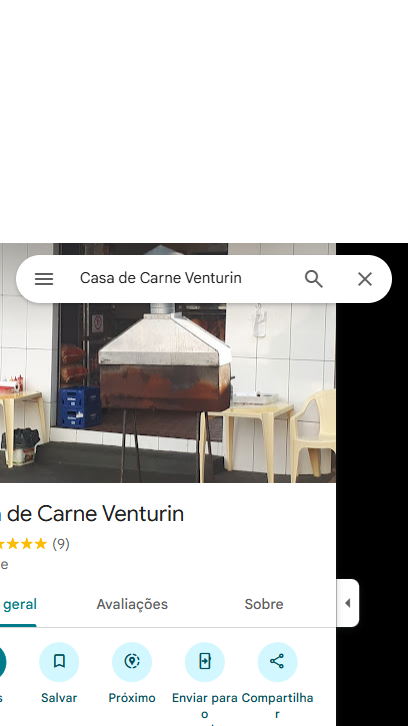 Casa de Carne Venturin
de Carne Venturin
(9)
e
geral
Avaliações
Sobre
s
Salvar
Próximo
Enviar para o
Compartilhar